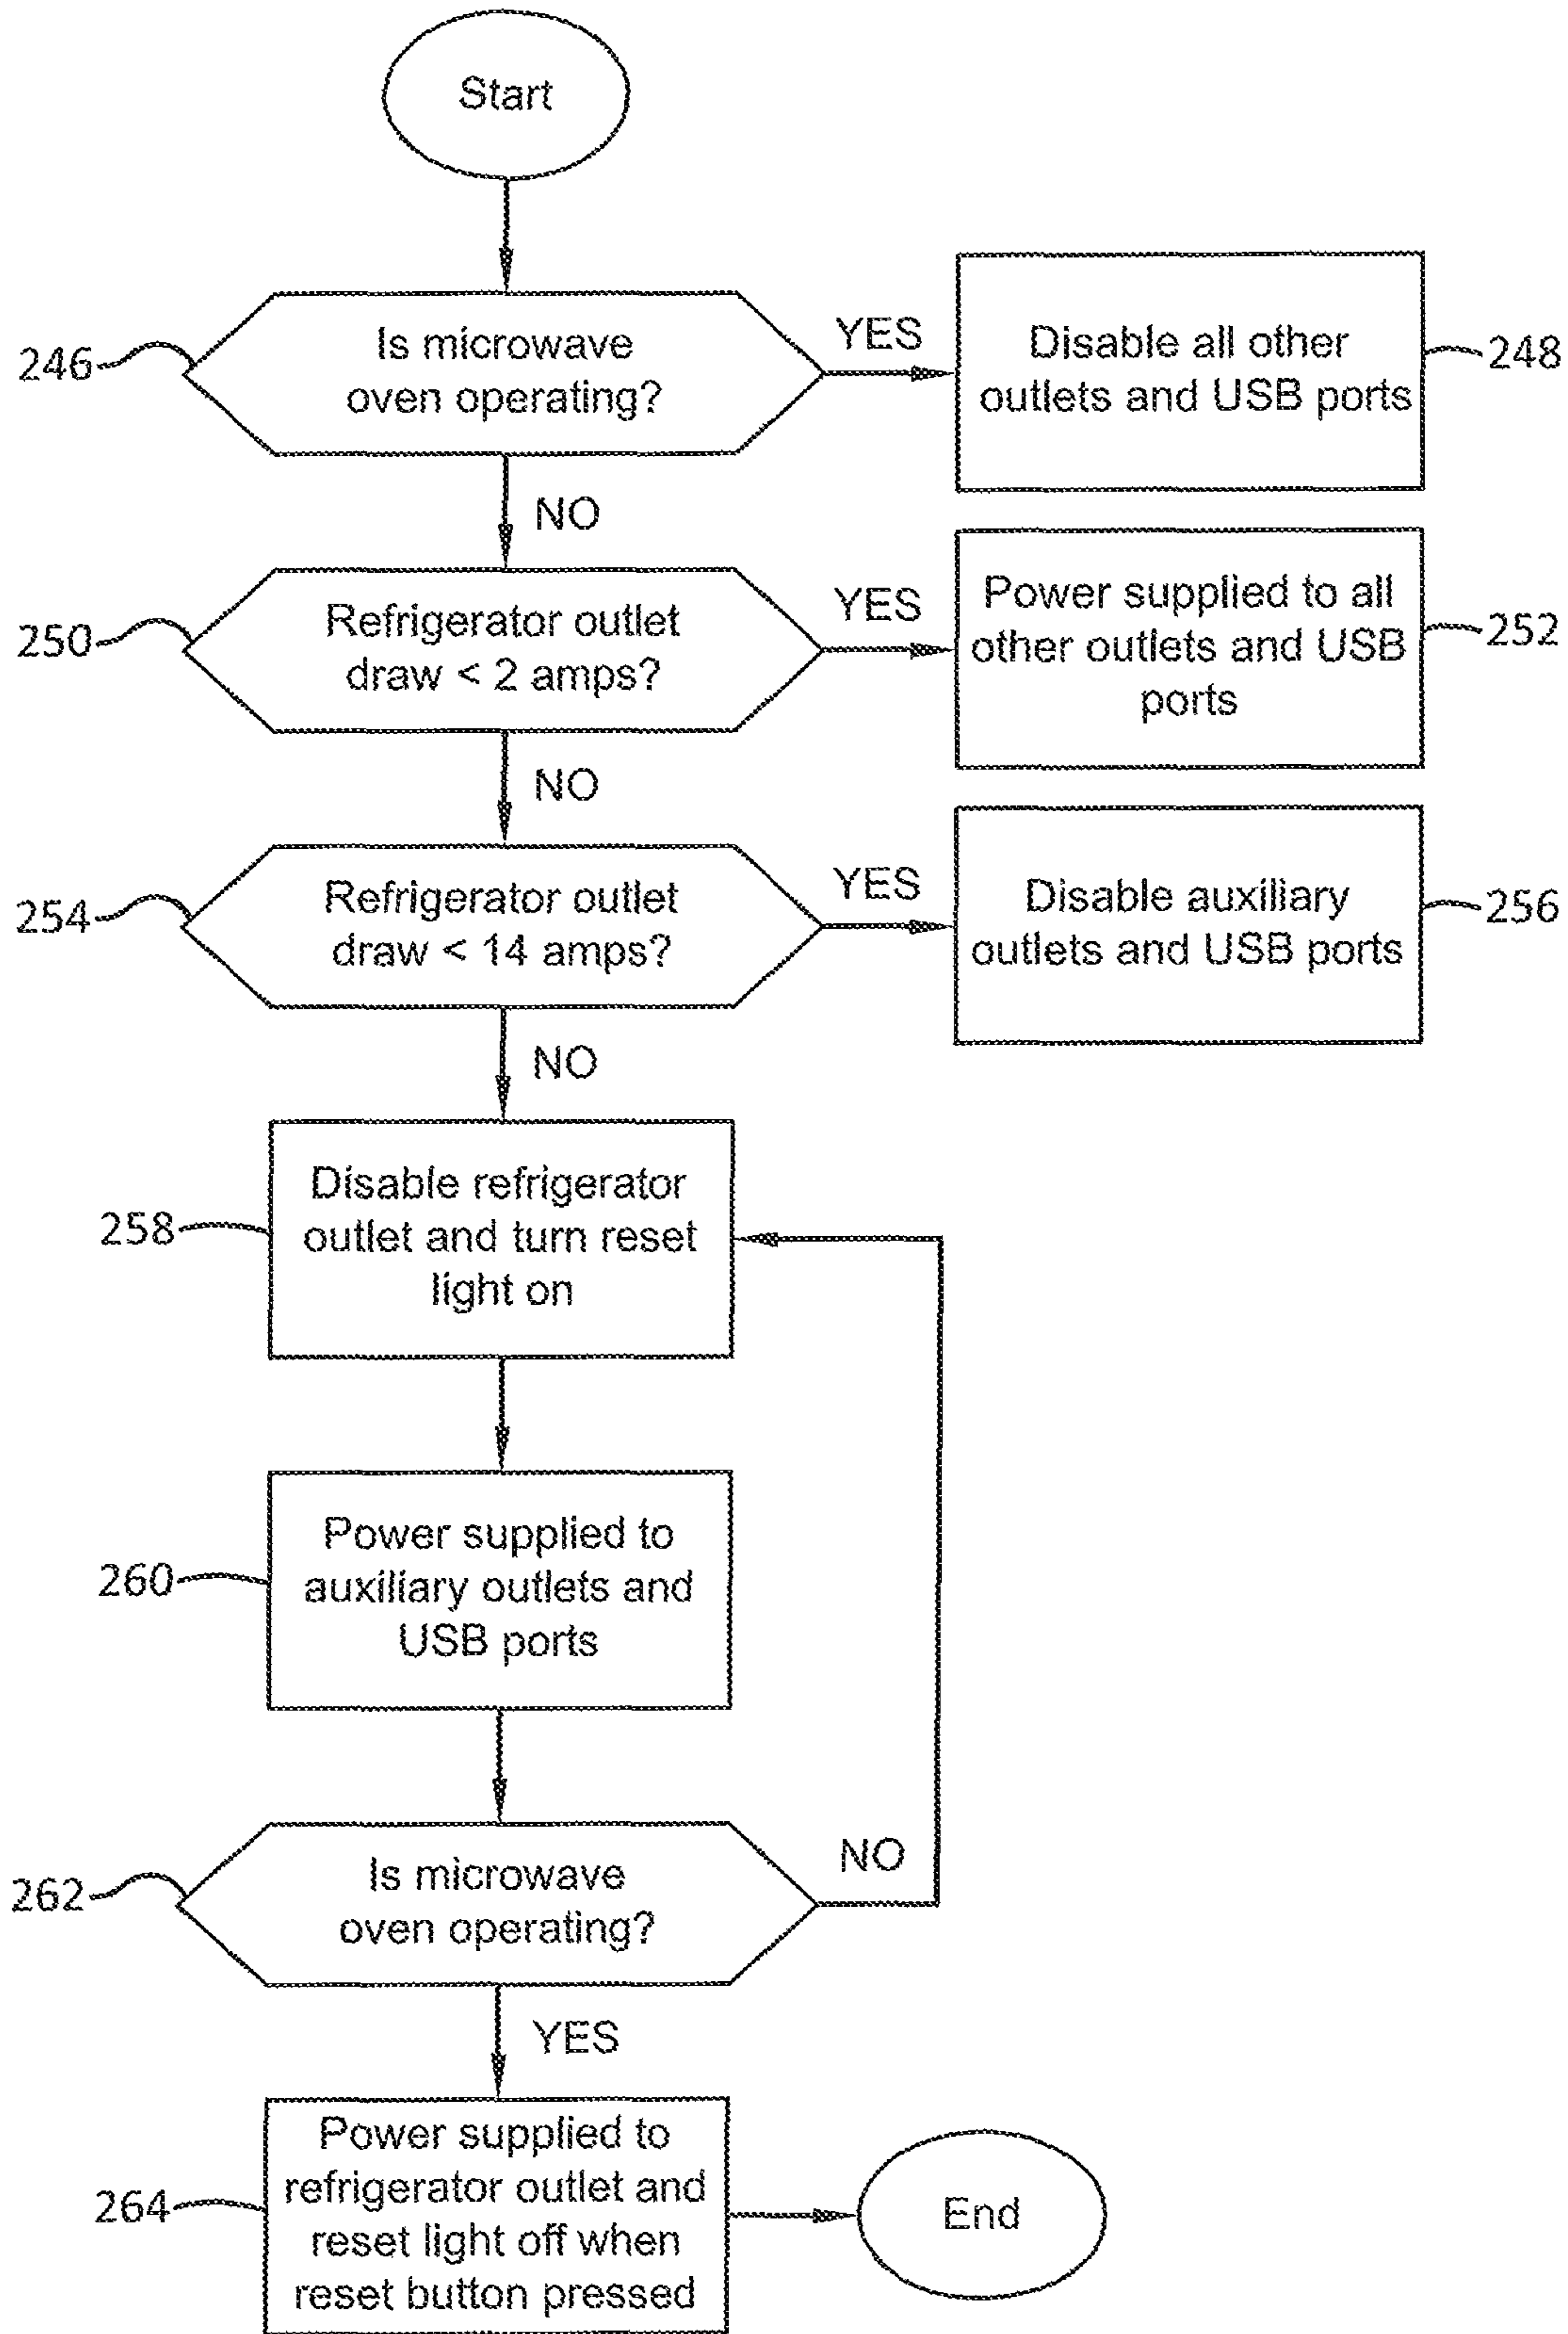 Start
246
Is microwave
oven operating?
YES
Disable all other
outlets and USB ports
248
NO
250
Refrigerator outlet
draw < 2 amps?
YES
Power supplied to all
other outlets and USB
ports
252
NO
254
Refrigerator outlet
draw < 14 amps?
YES
Disable auxiliary
outlets and USB ports
256
NO
258
Disable refrigerator
outlet and turn reset
light on
260
Power supplied to
auxiliary outlets and
USB ports
262
Is microwave
oven operating?
NO
YES
264
Power supplied to
refrigerator outlet and
reset light off when
reset button pressed
End